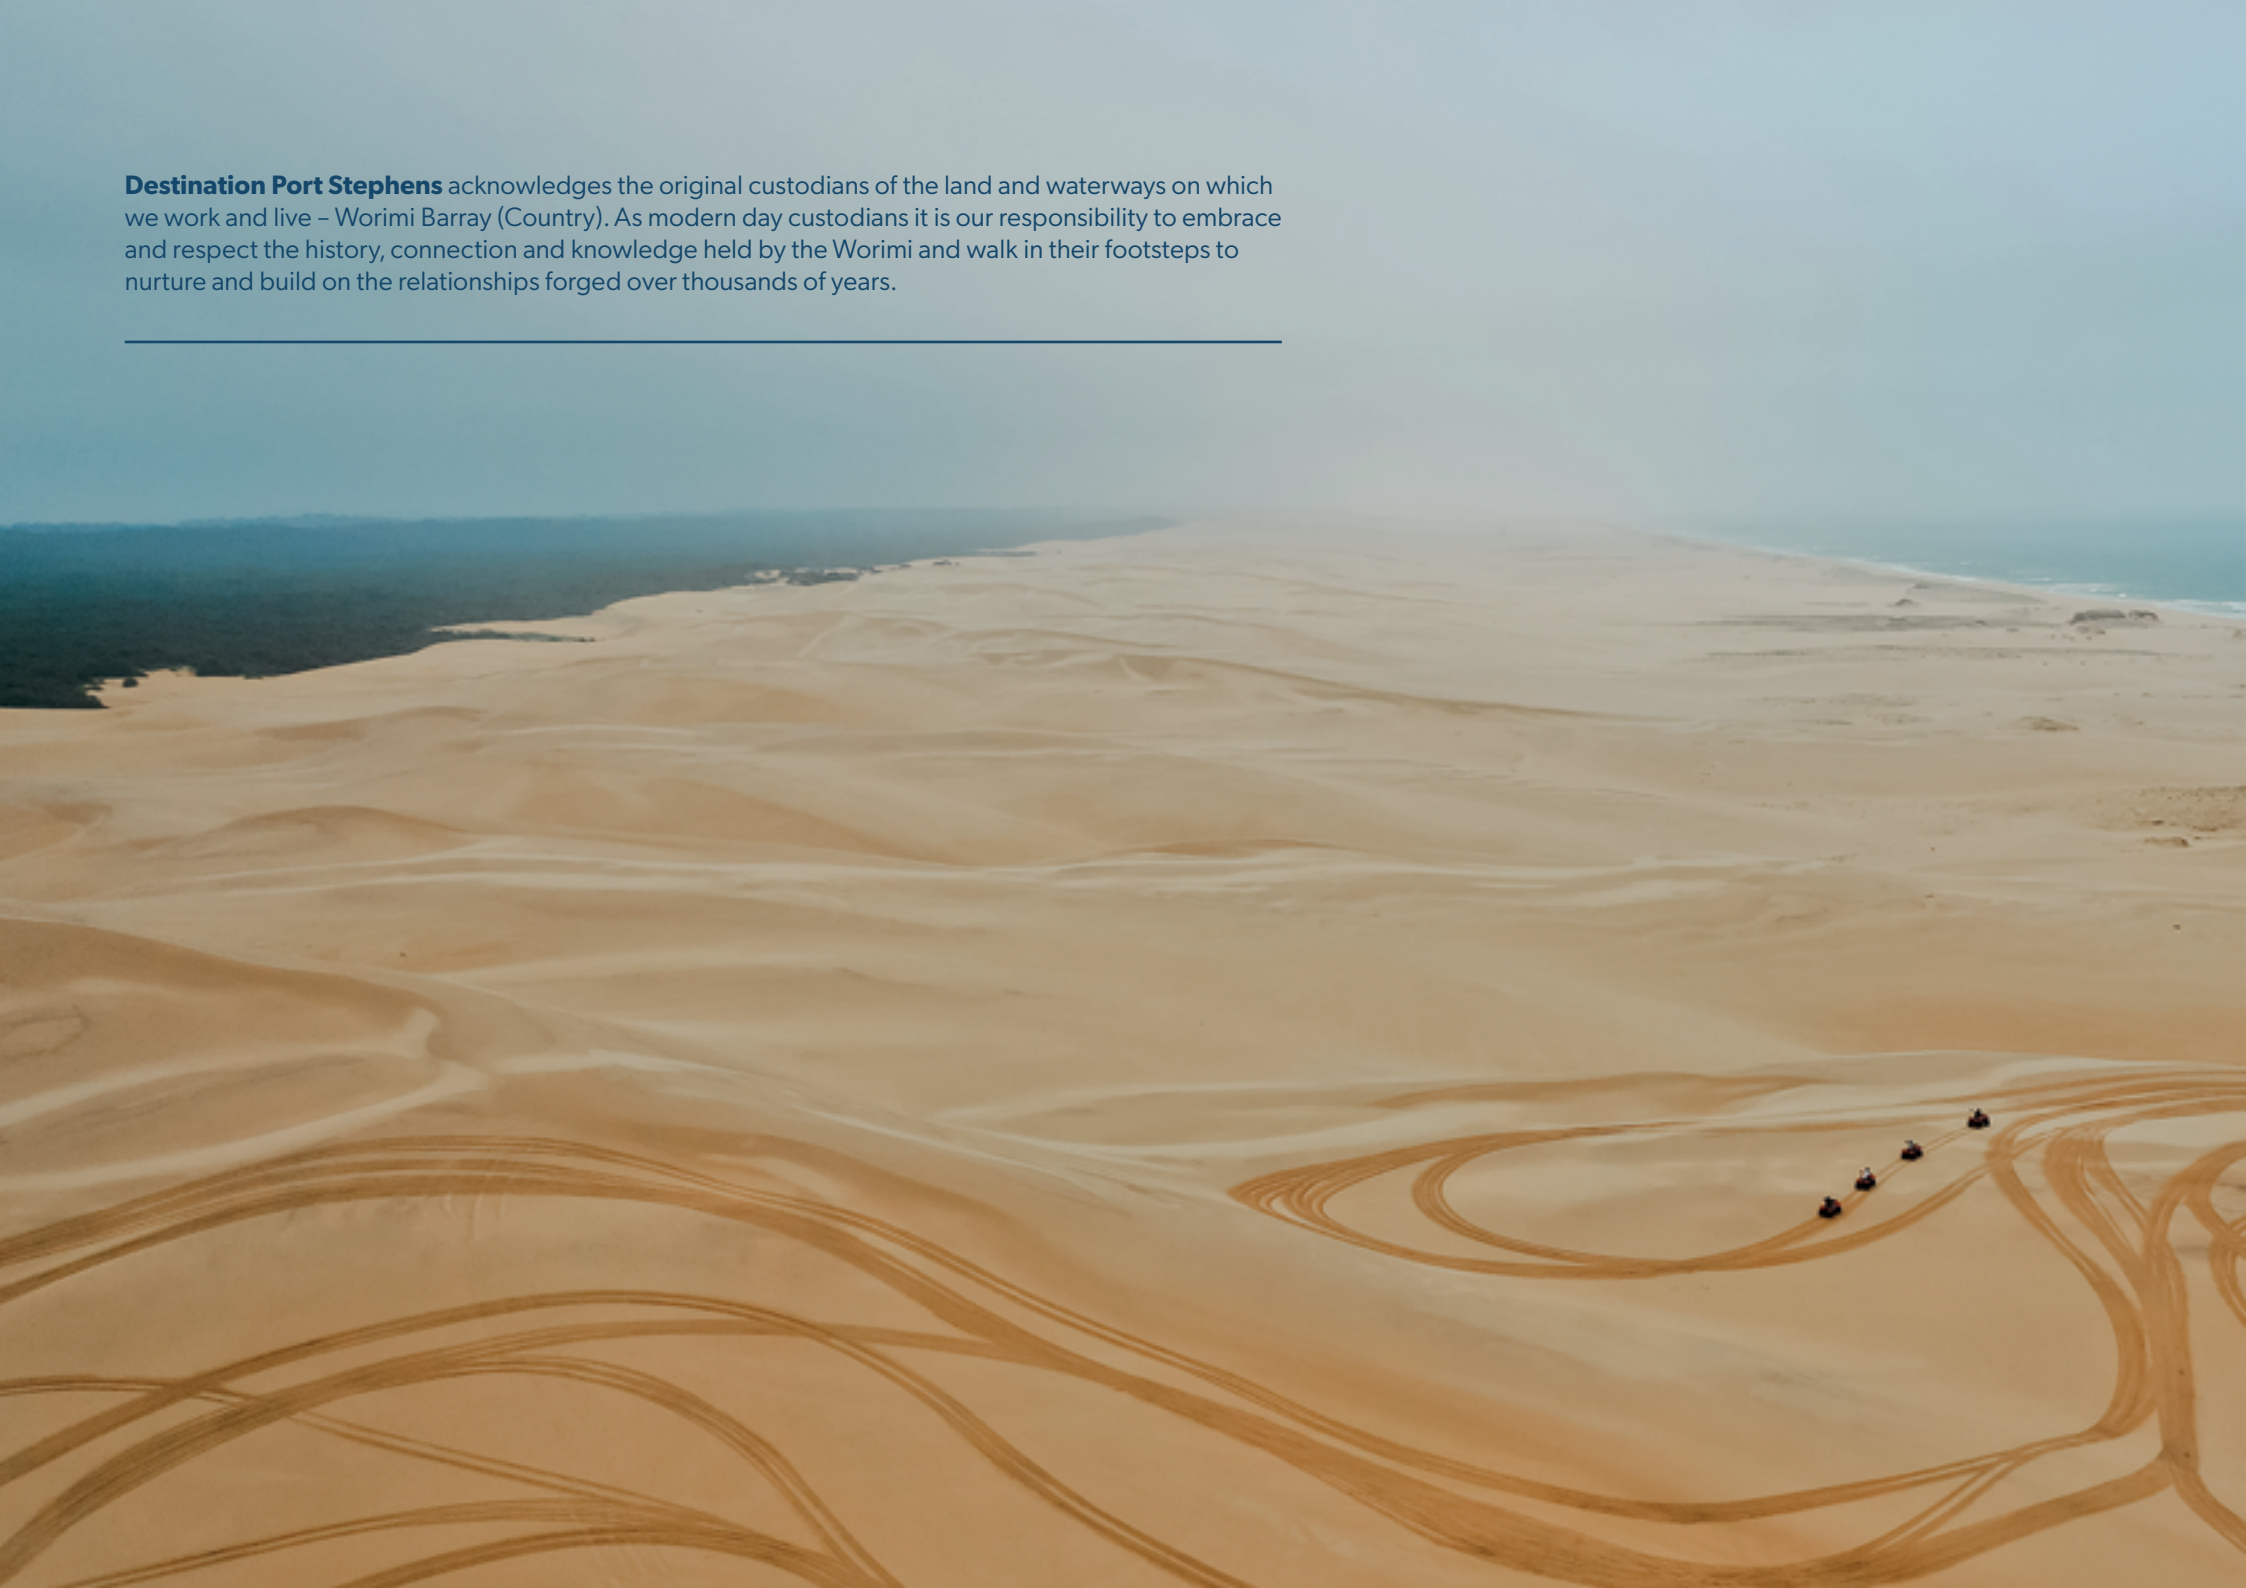 Destination Port Stephens acknowledges the original custodians of the land and waterways on which
we work and live – Worimi Barray (Country). As modern day custodians it is our responsibility to embrace
and respect the history, connection and knowledge held by the Worimi and walk in their footsteps to
nurture and build on the relationships forged over thousands of years.